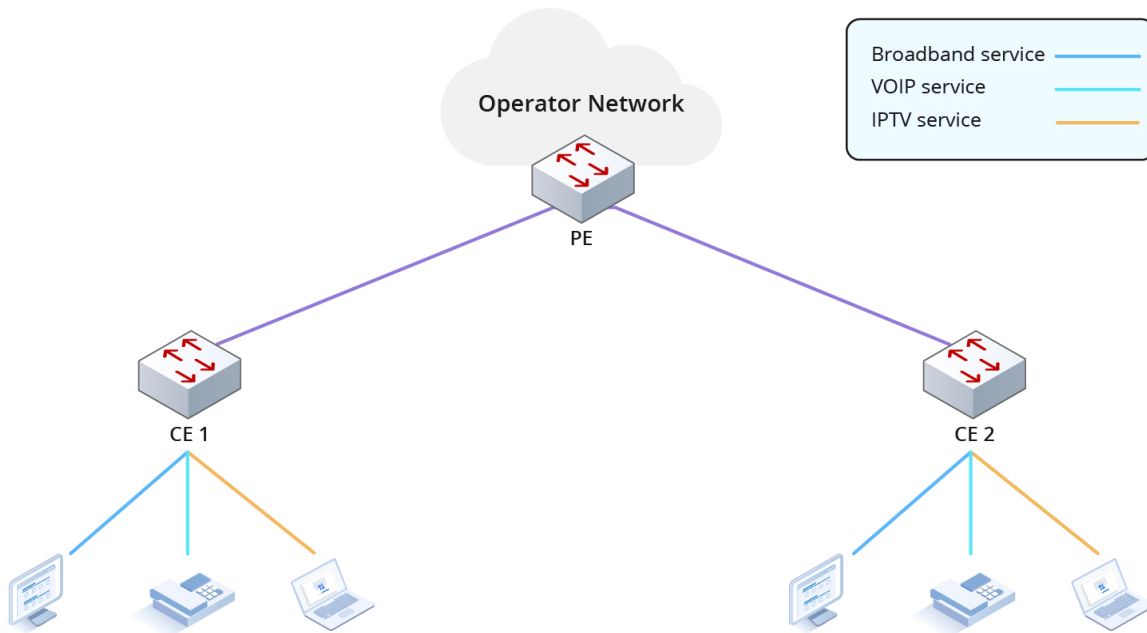 Operator Network
Broadband service
VOIP service
IPTV service
PE
CE 1
CE 2